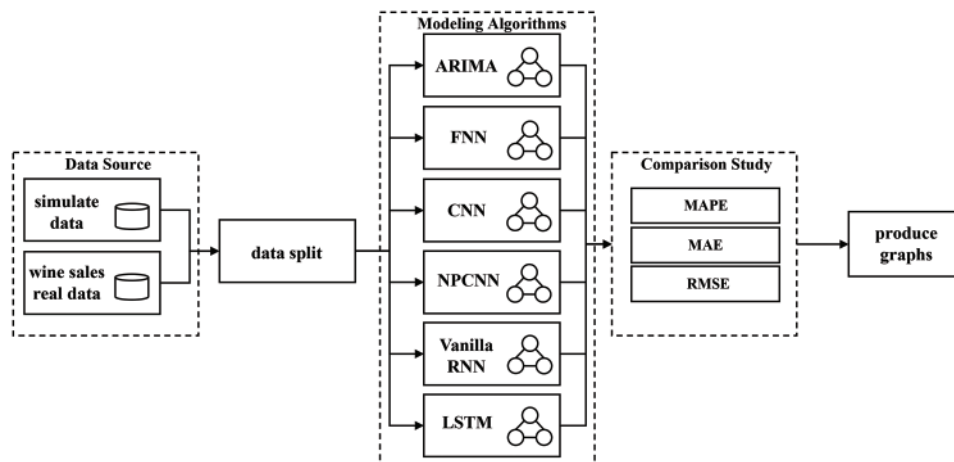 Modeling Algorithms
ARIMA
FNN
CNN
NPCNN
Vanilla
RNN
LSTM
Data Source
simulate
data
wine sales
real data
data split
Comparison Study
MAPE
MAE
RMSE
produce
graphs